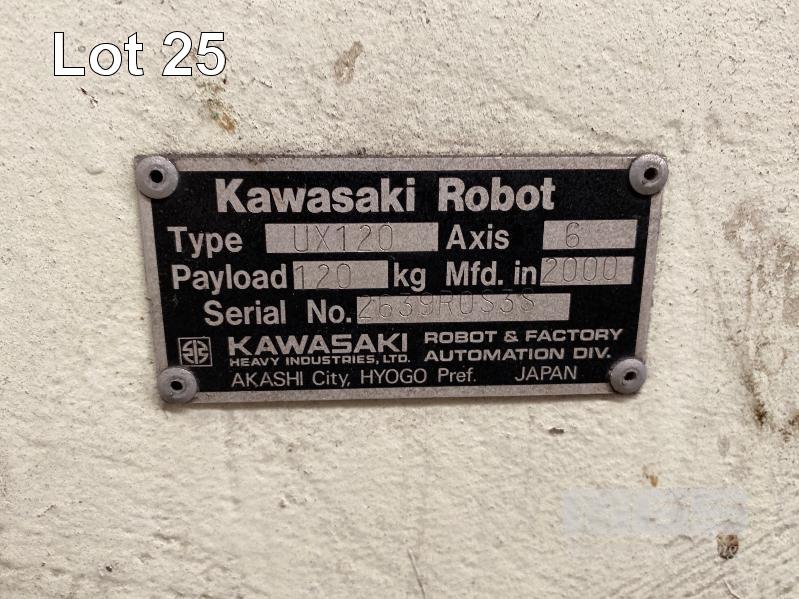 Lot 25
Kawasaki Robot
Type UX120 Axis 6
Payload 120 kg Mfd. in 2000
Serial No.
KAWASAKI ROBOT & FACTORY
HEAVY INDUSTRIES, LTD. AUTOMATION DIV.
AKASHI City, HYOGO Pref. JAPAN